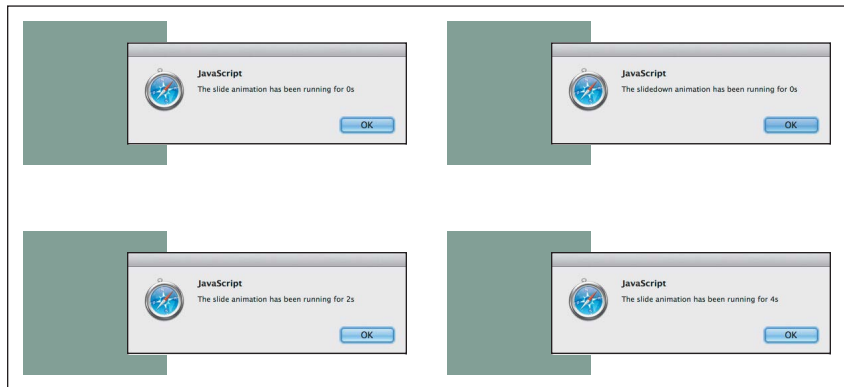 JavaScript
The slide animation has been running for 0s
OK
JavaScript
The slidedown animation has been running for 0s
OK
JavaScript
The slide animation has been running for 2s
OK
JavaScript
The slide animation has been running for 4s
OK